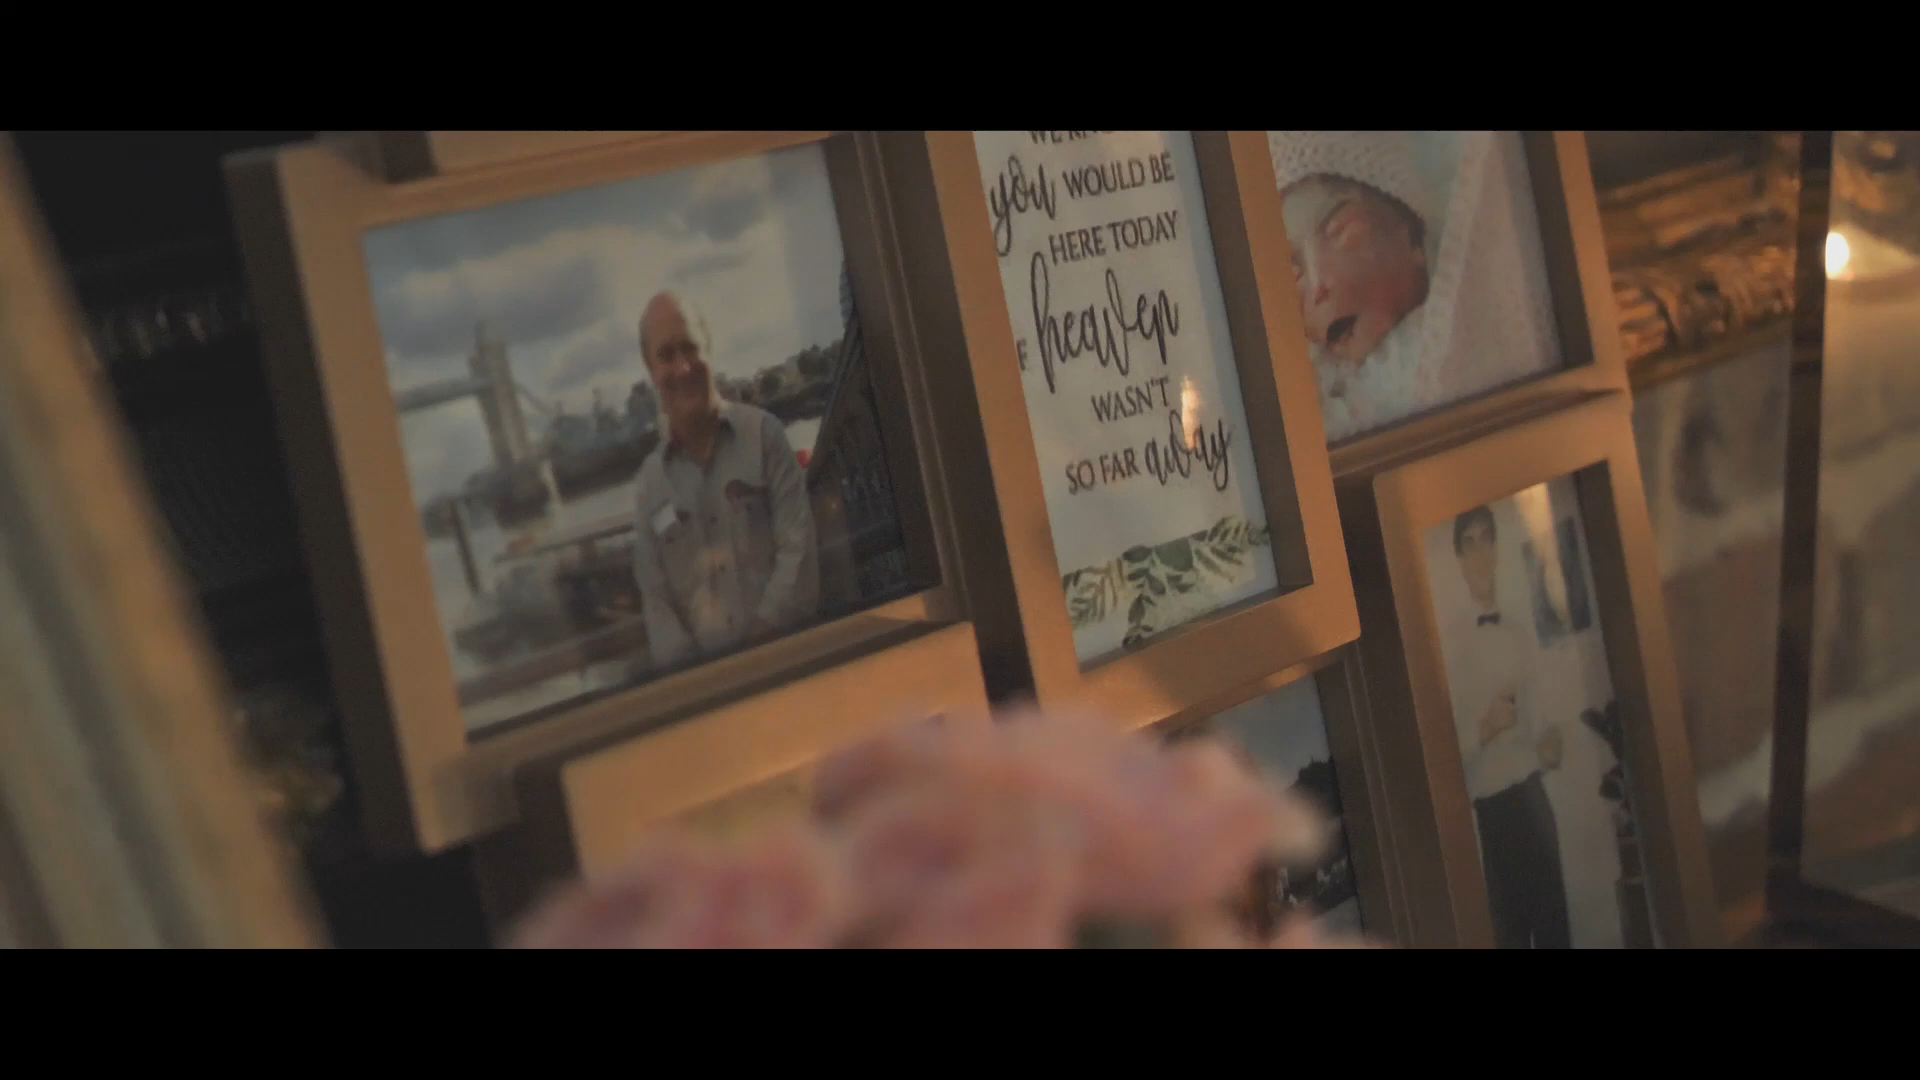 you WOULD BE
HERE TODAY
F heaven
WASN'T
SO FAR away